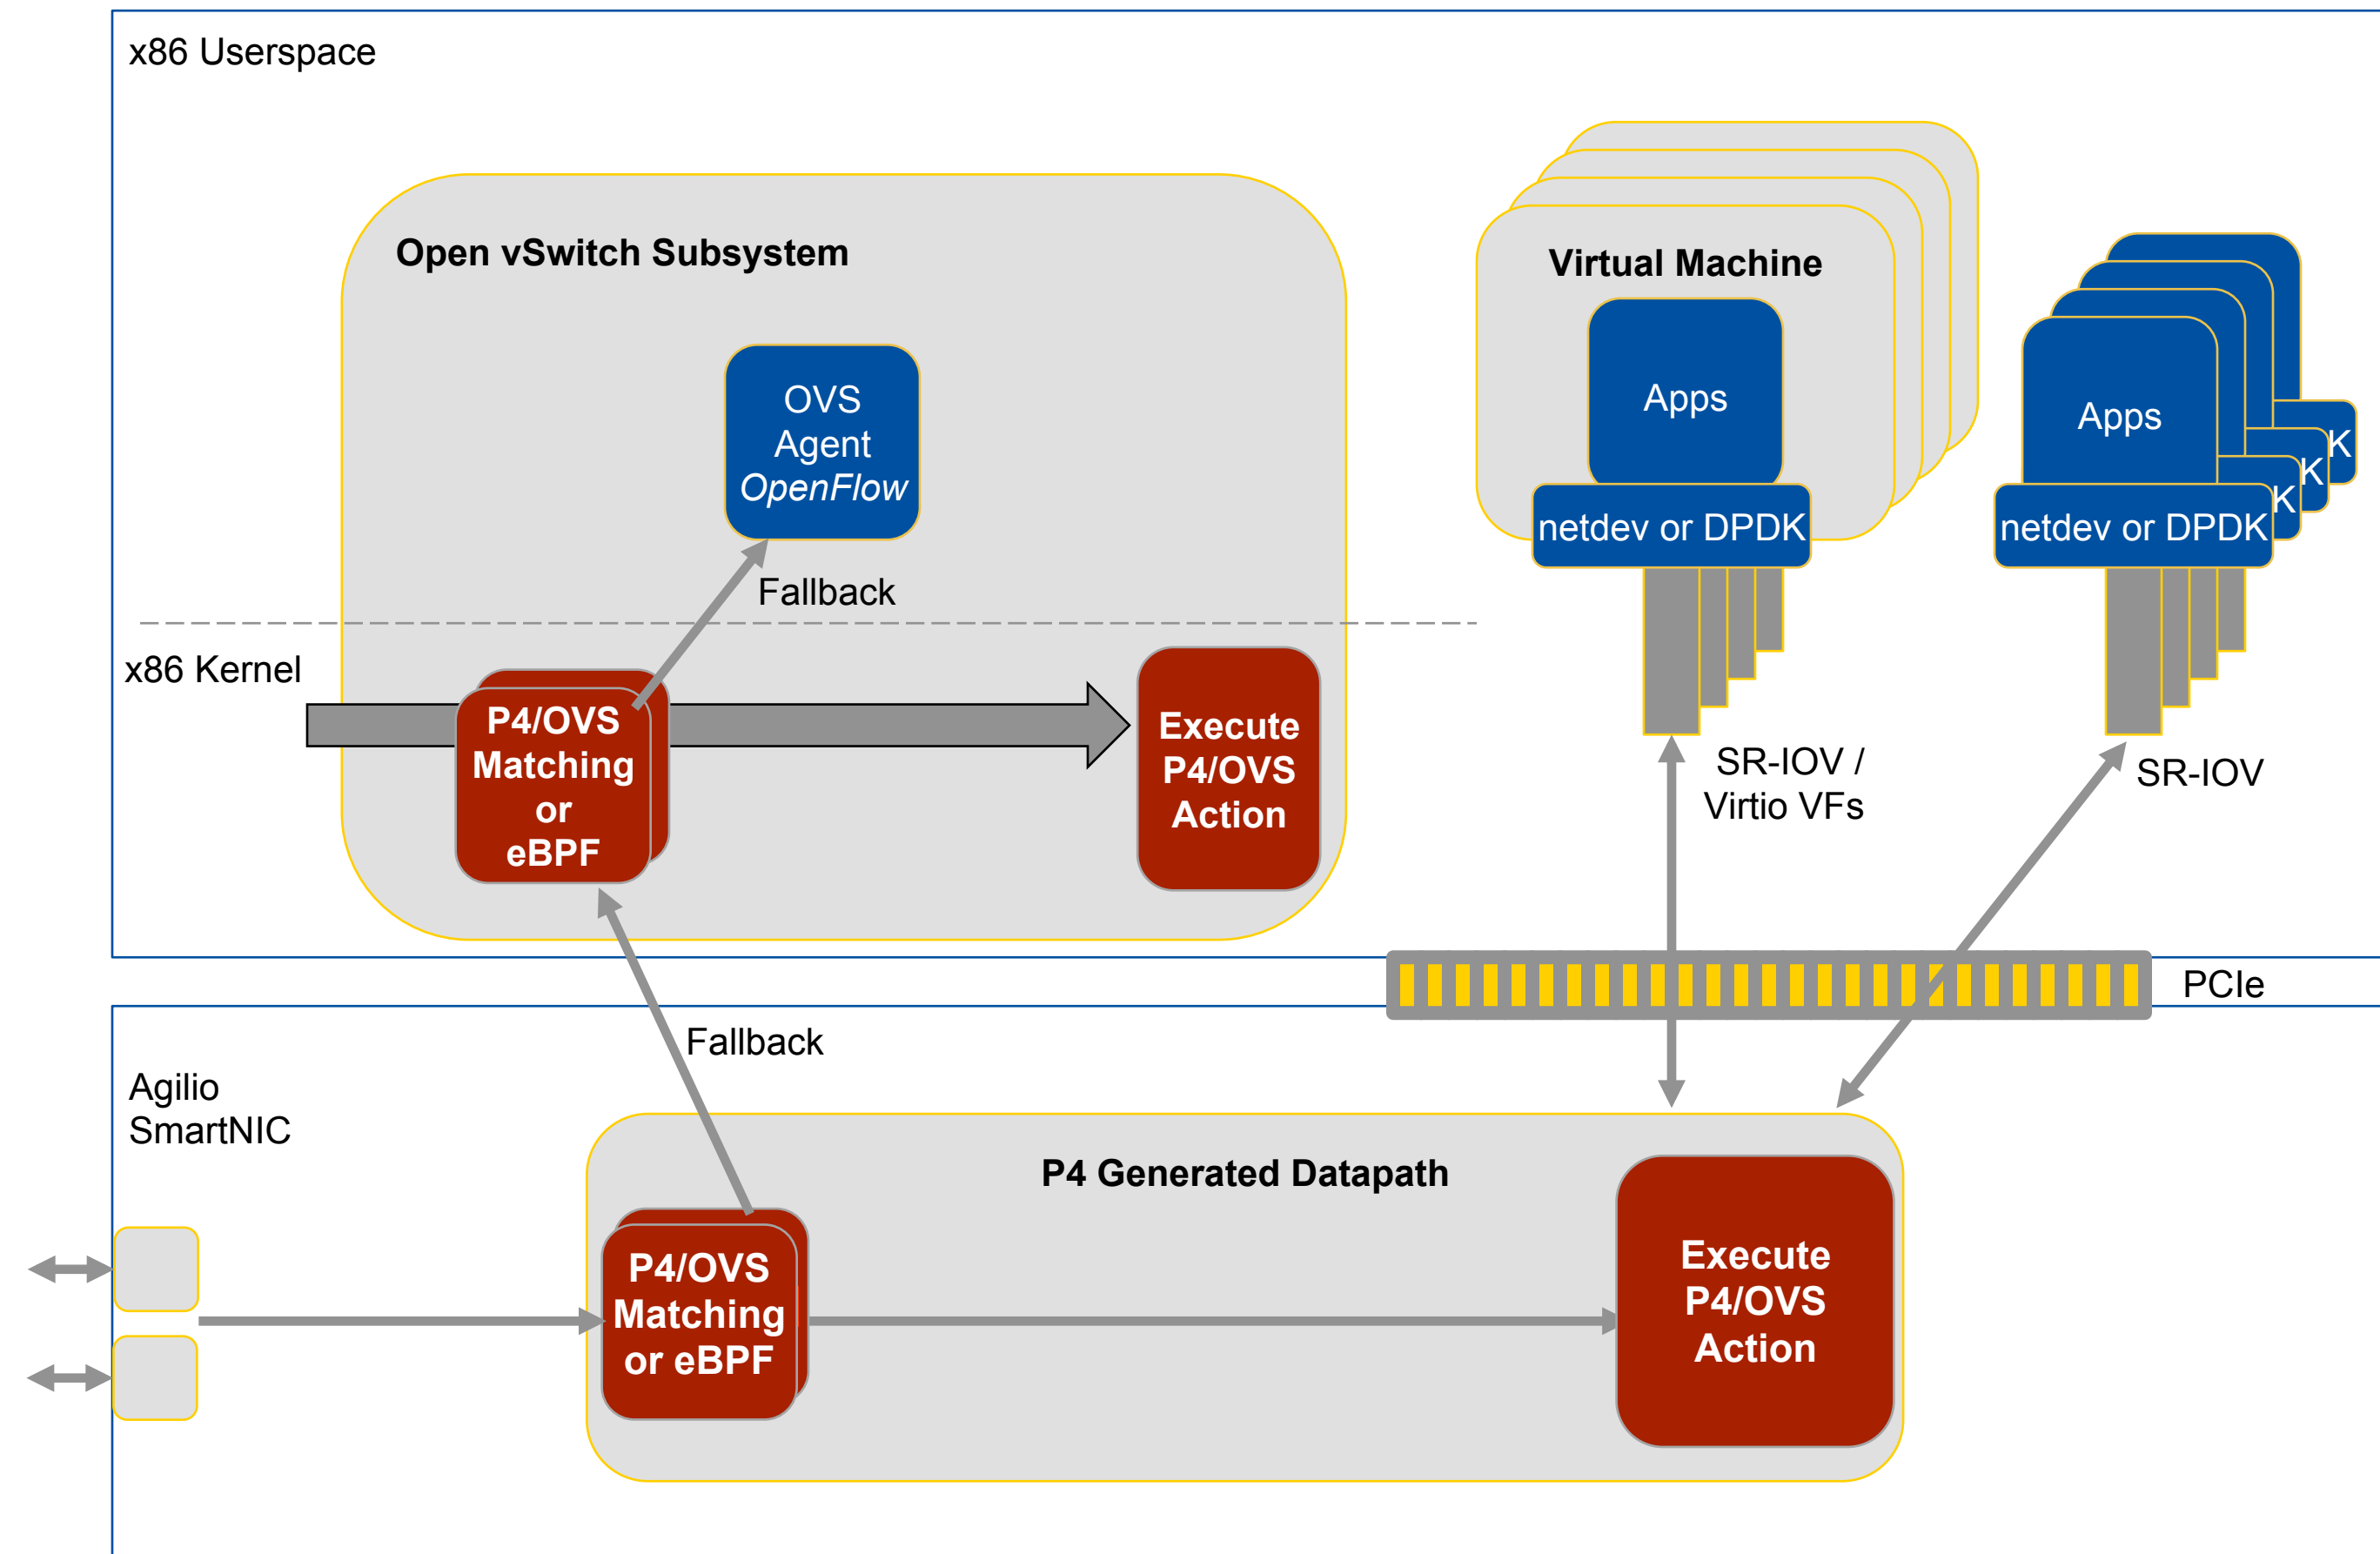 x86 Userspace
Open vSwitch Subsystem
OVS
Agent
OpenFlow
Fallback
Virtual Machine
Apps
netdev or DPDK
Apps
netdev or DPDK
K
K
K
x86 Kernel
P4/OVS
Matching
or
eBPF
Execute
P4/OVS
Action
SR-IOV /
Virtio VFs
SR-IOV
PCIe
Fallback
Agilio
SmartNIC
P4 Generated Datapath
P4/OVS
Matching
or eBPF
Execute
P4/OVS
Action